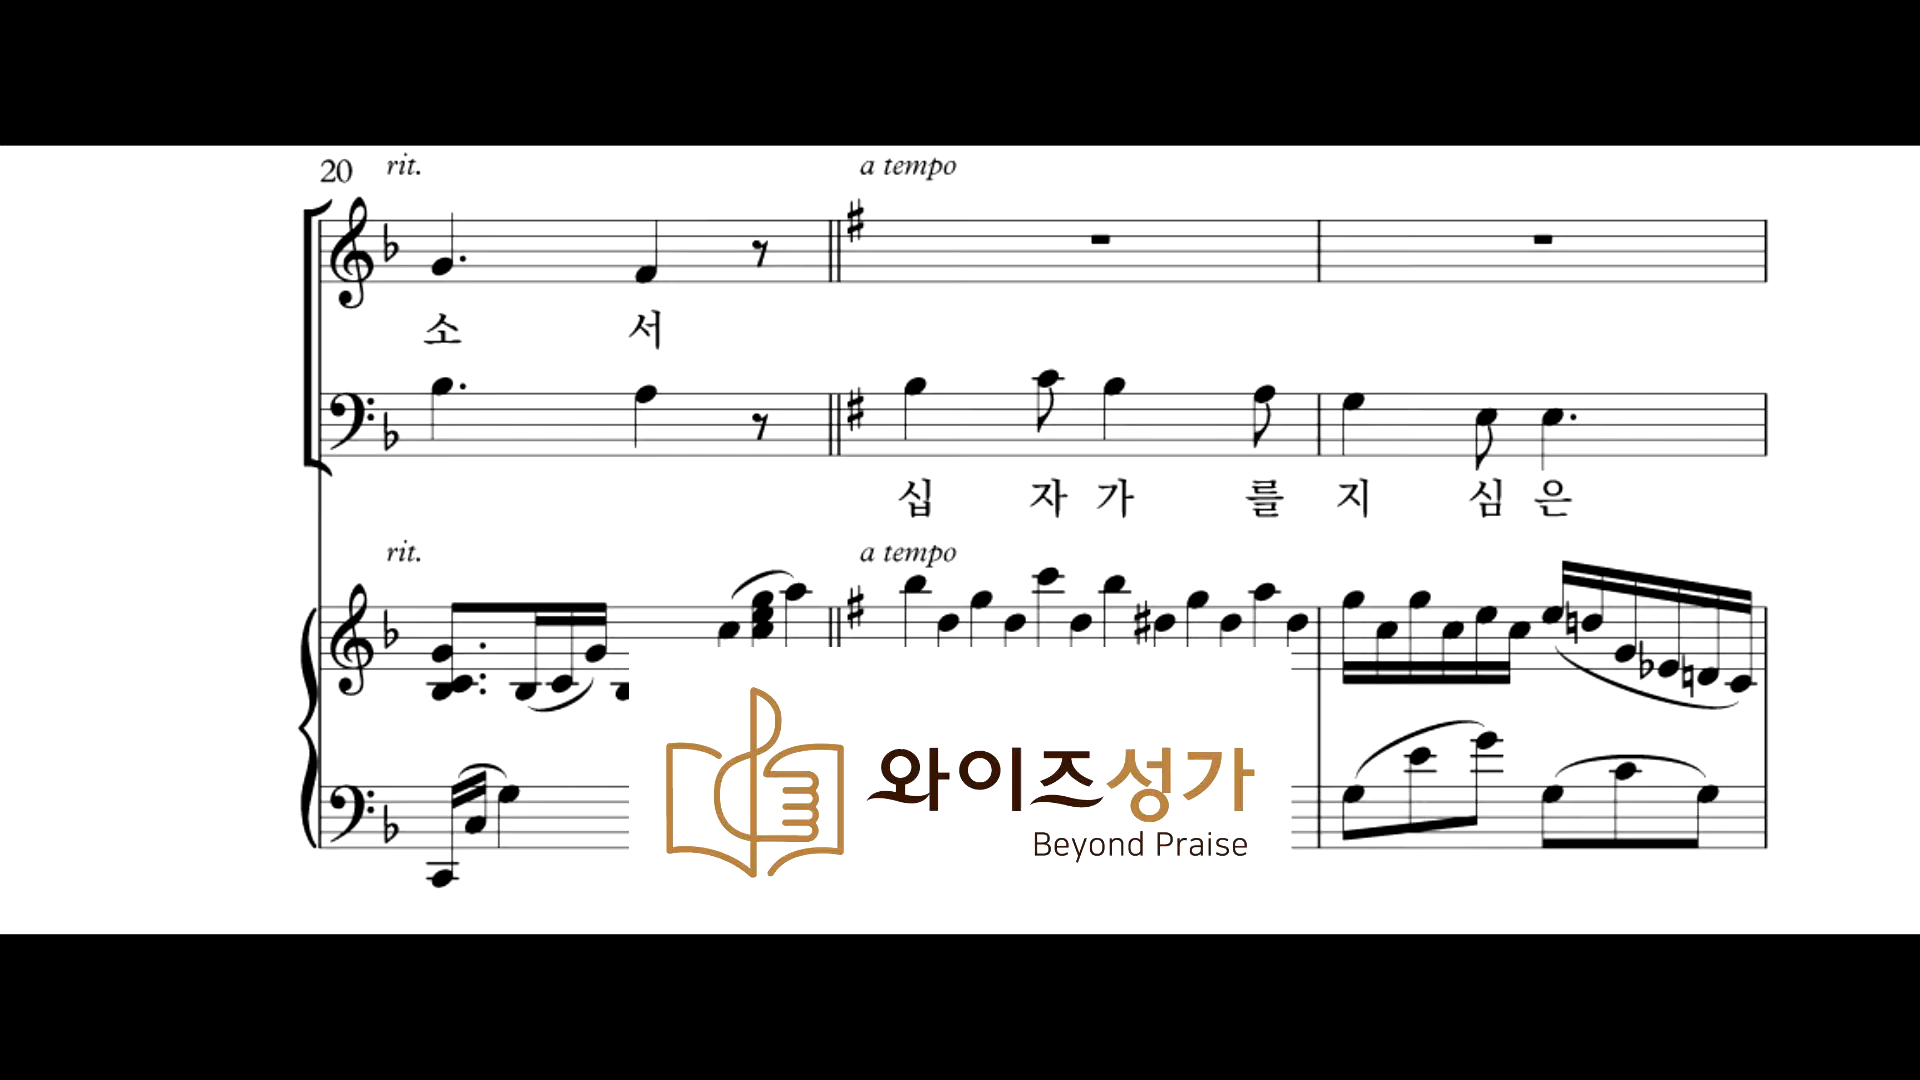 20 rit. a tempo
소 서
십 자 가 를 지 심 은
rit. a tempo
와이즈성가
Beyond Praise